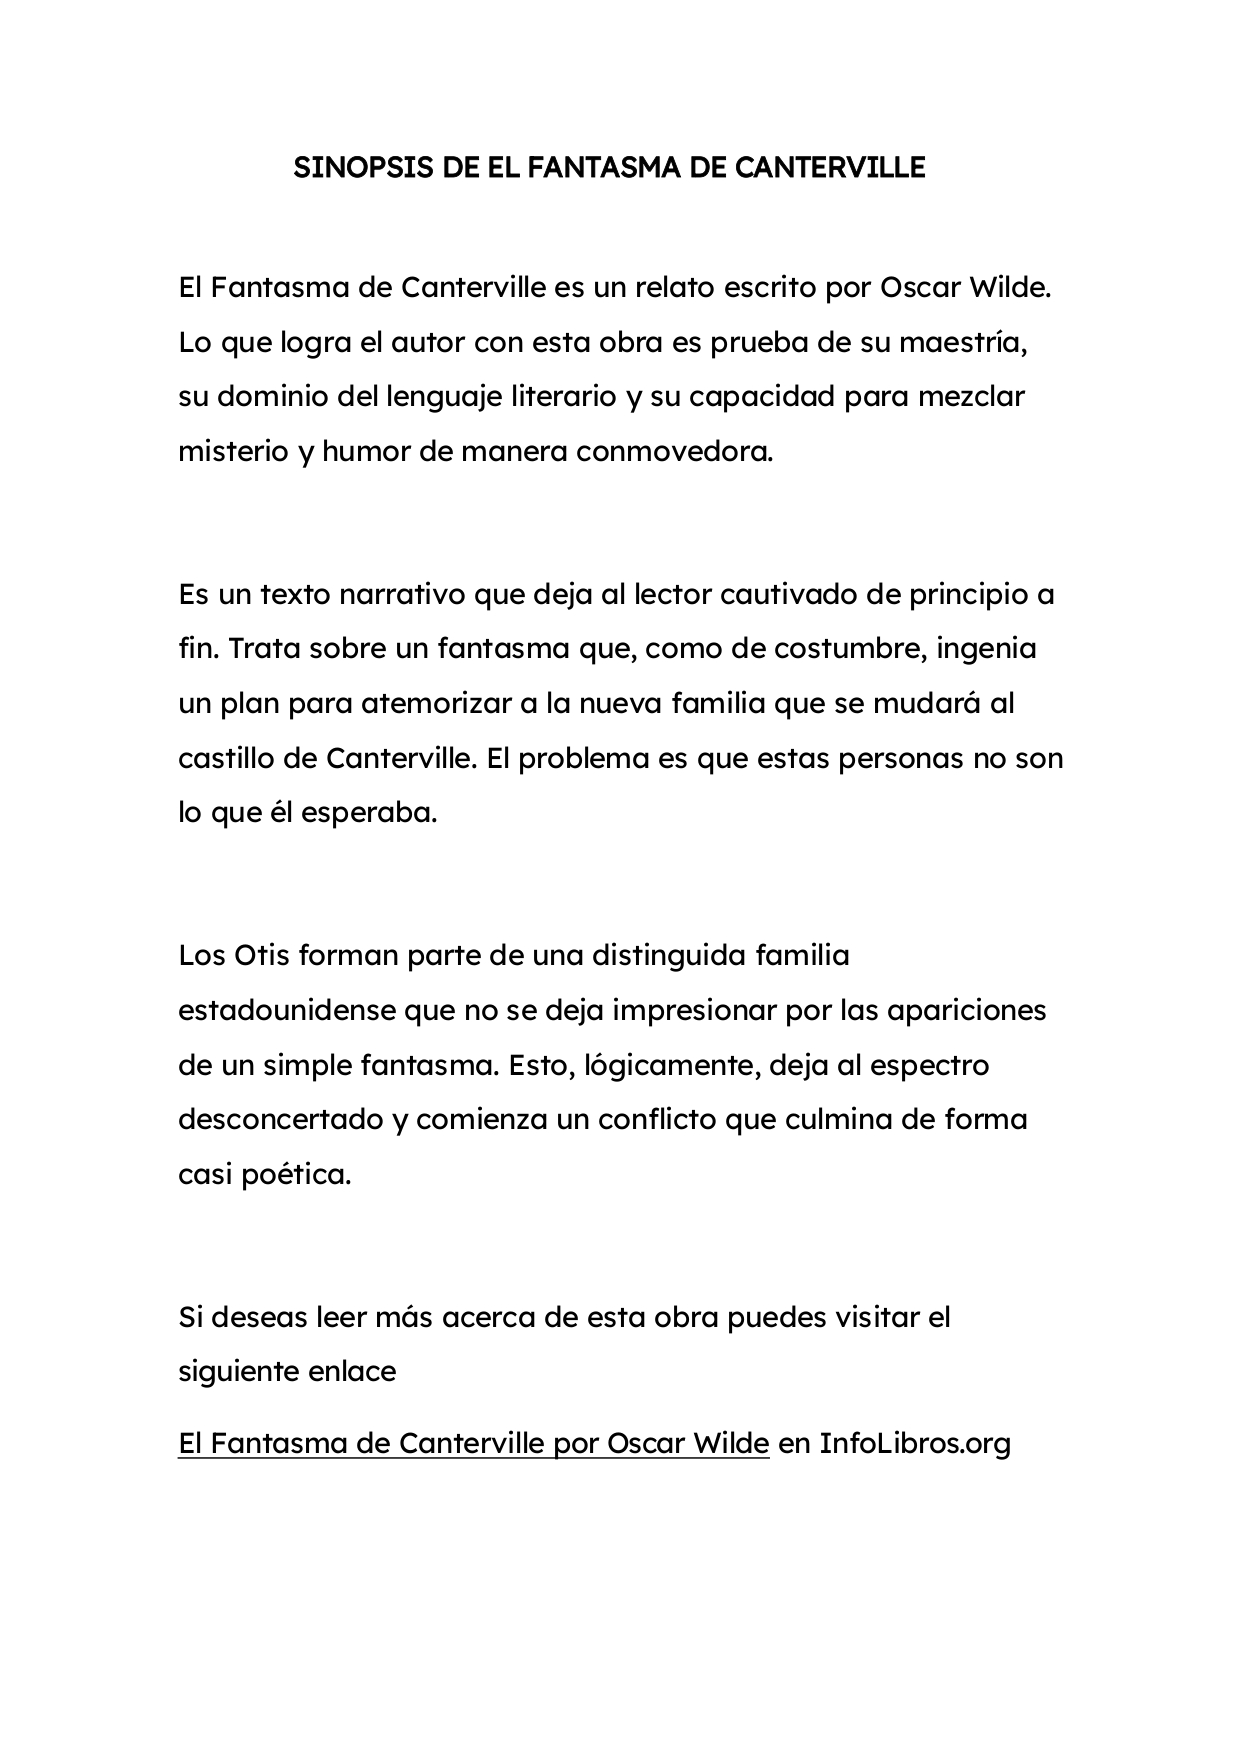 SINOPSIS DE EL FANTASMA DE CANTERVILLE
El Fantasma de Canterville es un relato escrito por Oscar Wilde.
Lo que logra el autor con esta obra es prueba de su maestría,
su dominio del lenguaje literario y su capacidad para mezclar
misterio y humor de manera conmovedora.
Es un texto narrativo que deja al lector cautivado de principio a
fin. Trata sobre un fantasma que, como de costumbre, ingenia
un plan para atemorizar a la nueva familia que se mudará al
castillo de Canterville. El problema es que estas personas no son
lo que él esperaba.
Los Otis forman parte de una distinguida familia
estadounidense que no se deja impresionar por las apariciones
de un simple fantasma. Esto, lógicamente, deja al espectro
desconcertado y comienza un conflicto que culmina de forma
casi poética.
Si deseas leer más acerca de esta obra puedes visitar el
siguiente enlace
El Fantasma de Canterville por Oscar Wilde en InfoLibros.org